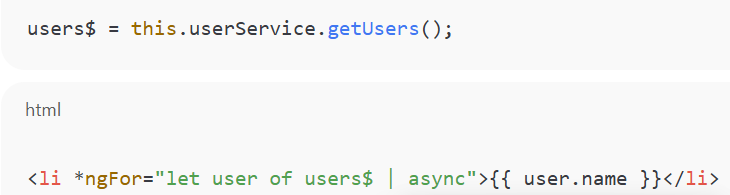 users$ = this.userService.getUsers();
html
<li *ngFor="let user of users$ | async">{{ user.name }}</li>